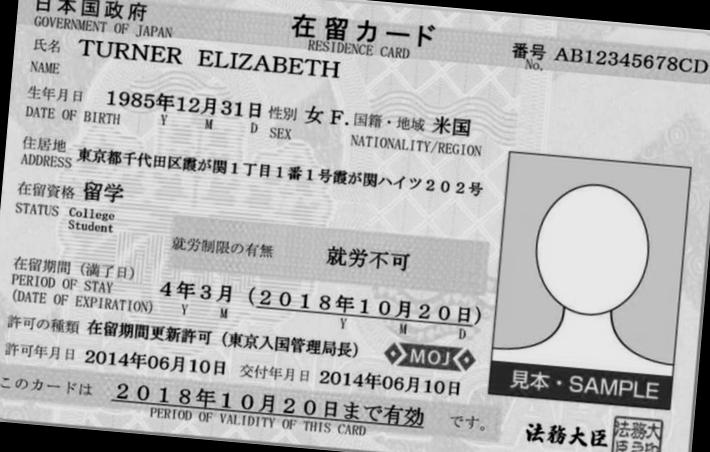 日本国政府 在留カード 番号 AB12345678CD
GOVERNMENT OF JAPAN RESIDENCE CARD No.
氏名 TURNER ELIZABETH
NAME
生年月日 1985年12月31日 性別 女 F. 国籍・地域 米国
DATE OF BIRTH Y M D SEX NATIONALITY/REGION
住居地 東京都千代田区霞が関1丁目1番1号霞が関ハイツ202号
ADDRESS
在留資格 留学
STATUS College
Student
就労制限の有無 就労不可
在留期間(満了日) 4年3月(2018年10月20日)
PERIOD OF STAY
(DATE OF EXPIRATION) Y M Y M D
許可の種類 在留期間更新許可(東京入国管理局長) MOJ
許可年月日 2014年06月10日 交付年月日 2014年06月10日
見本・SAMPLE
このカードは 2018年10月20日まで有効 です。
PERIOD OF VALIDITY OF THIS CARD
法務大臣